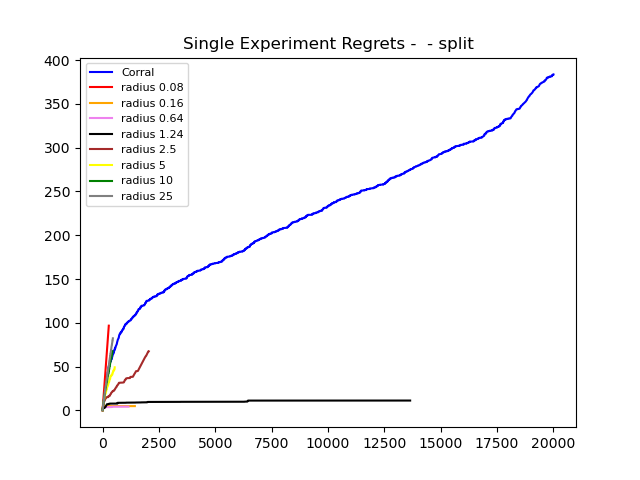 Single Experiment Regrets -  - split
400
350
300
250
200
150
100
50
0
Corral
radius 0.08
radius 0.16
radius 0.64
radius 1.24
radius 2.5
radius 5
radius 10
radius 25
0 2500 5000 7500 10000 12500 15000 17500 20000